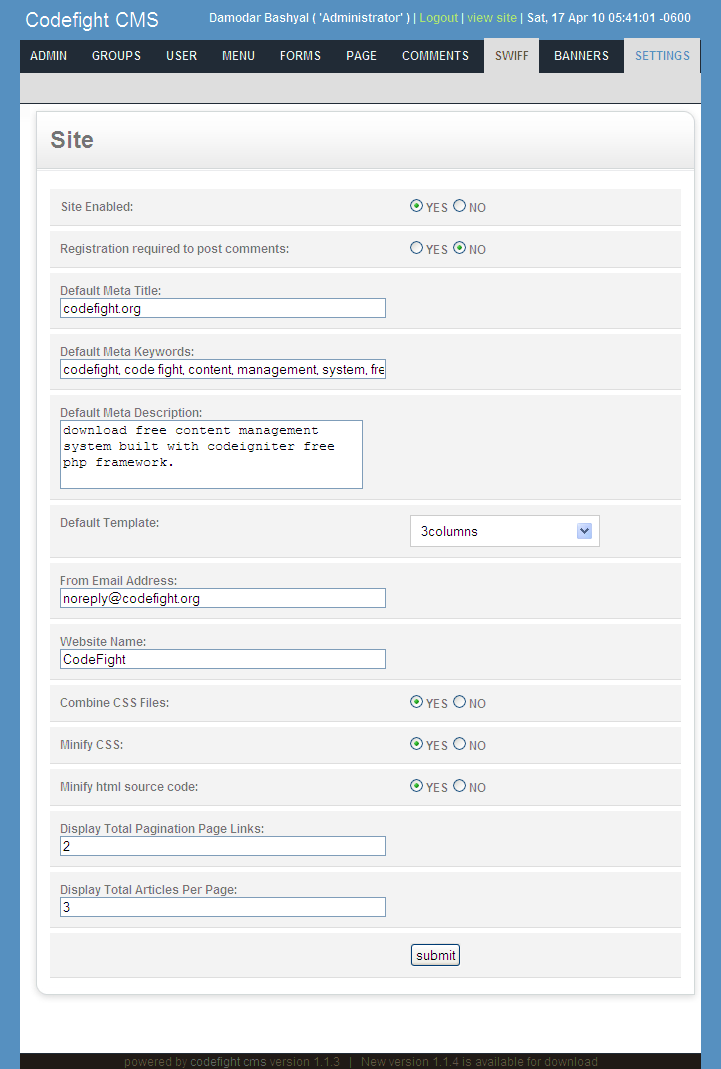 Codefight CMS
Damodar Bashyal ( 'Administrator' ) | Logout | view site | Sat, 17 Apr 10 05:41:01 -0600
ADMIN GROUPS USER MENU FORMS PAGE COMMENTS SWIFF BANNERS SETTINGS
Site
Site Enabled: YES NO
Registration required to post comments: YES NO
Default Meta Title:
codefight.org
Default Meta Keywords:
codefight, code fight, content, management, system, fre
Default Meta Description:
download free content management
system built with codeigniter free
php framework.
Default Template: 3columns
From Email Address:
noreply@codefight.org
Website Name:
CodeFight
Combine CSS Files: YES NO
Minify CSS: YES NO
Minify html source code: YES NO
Display Total Pagination Page Links:
2
Display Total Articles Per Page:
3
submit
powered by codefight cms version 1.1.3 | New version 1.1.4 is available for download